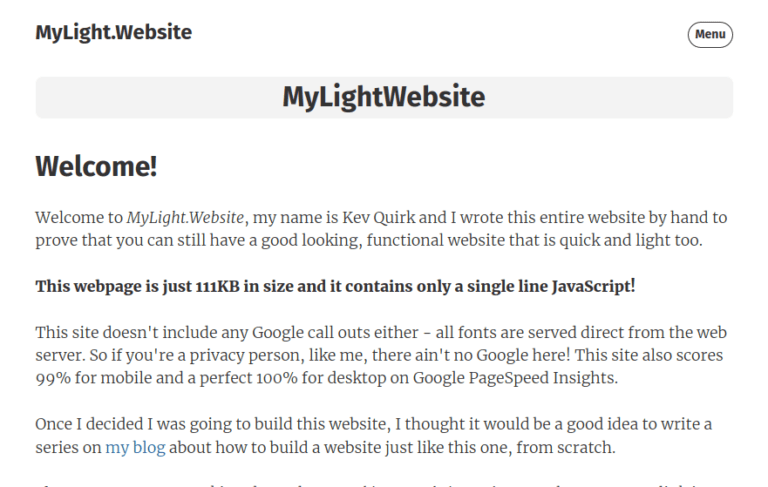 MyLight.Website
Menu
MyLightWebsite
Welcome!
Welcome to MyLight.Website, my name is Kev Quirk and I wrote this entire website by hand to
prove that you can still have a good looking, functional website that is quick and light too.
This webpage is just 111KB in size and it contains only a single line JavaScript!
This site doesn't include any Google call outs either - all fonts are served direct from the web
server. So if you're a privacy person, like me, there ain't no Google here! This site also scores
99% for mobile and a perfect 100% for desktop on Google PageSpeed Insights.
Once I decided I was going to build this website, I thought it would be a good idea to write a
series on my blog about how to build a website just like this one, from scratch.